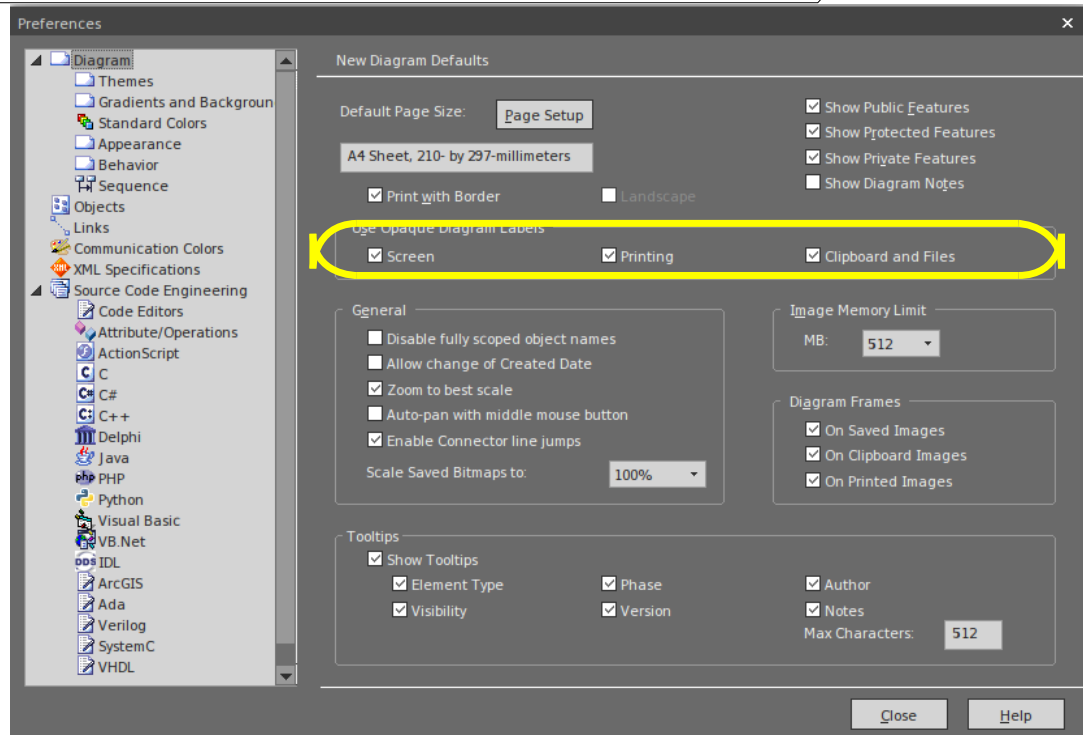 Preferences
Diagram
Themes
Gradients and Backgroun
Standard Colors
Appearance
Behavior
Sequence
Objects
Links
Communication Colors
XML Specifications
Source Code Engineering
Code Editors
Attribute/Operations
ActionScript
C
C#
C++
Delphi
Java
PHP
Python
Visual Basic
VB.Net
IDL
ArcGIS
Ada
Verilog
SystemC
VHDL
New Diagram Defaults
Default Page Size: Page Setup
A4 Sheet, 210- by 297-millimeters
Print with Border Landscape
Show Public Features
Show Protected Features
Show Private Features
Show Diagram Notes
Use Opaque Diagram Labels
Screen Printing Clipboard and Files
General
Disable fully scoped object names
Allow change of Created Date
Zoom to best scale
Auto-pan with middle mouse button
Enable Connector line jumps
Scale Saved Bitmaps to: 100%
Image Memory Limit
MB: 512
Diagram Frames
On Saved Images
On Clipboard Images
On Printed Images
Tooltips
Show Tooltips
Element Type Phase Author
Visibility Version Notes
Max Characters: 512
Close Help